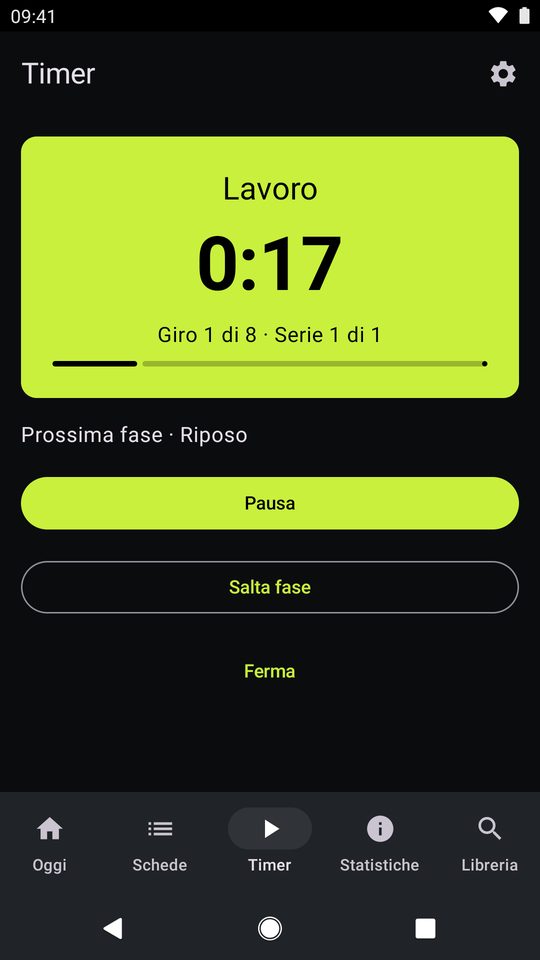 09:41
Timer
Lavoro
0:17
Giro 1 di 8 · Serie 1 di 1
Prossima fase · Riposo
Pausa
Salta fase
Ferma
Oggi
Schede
Timer
Statistiche
Libreria